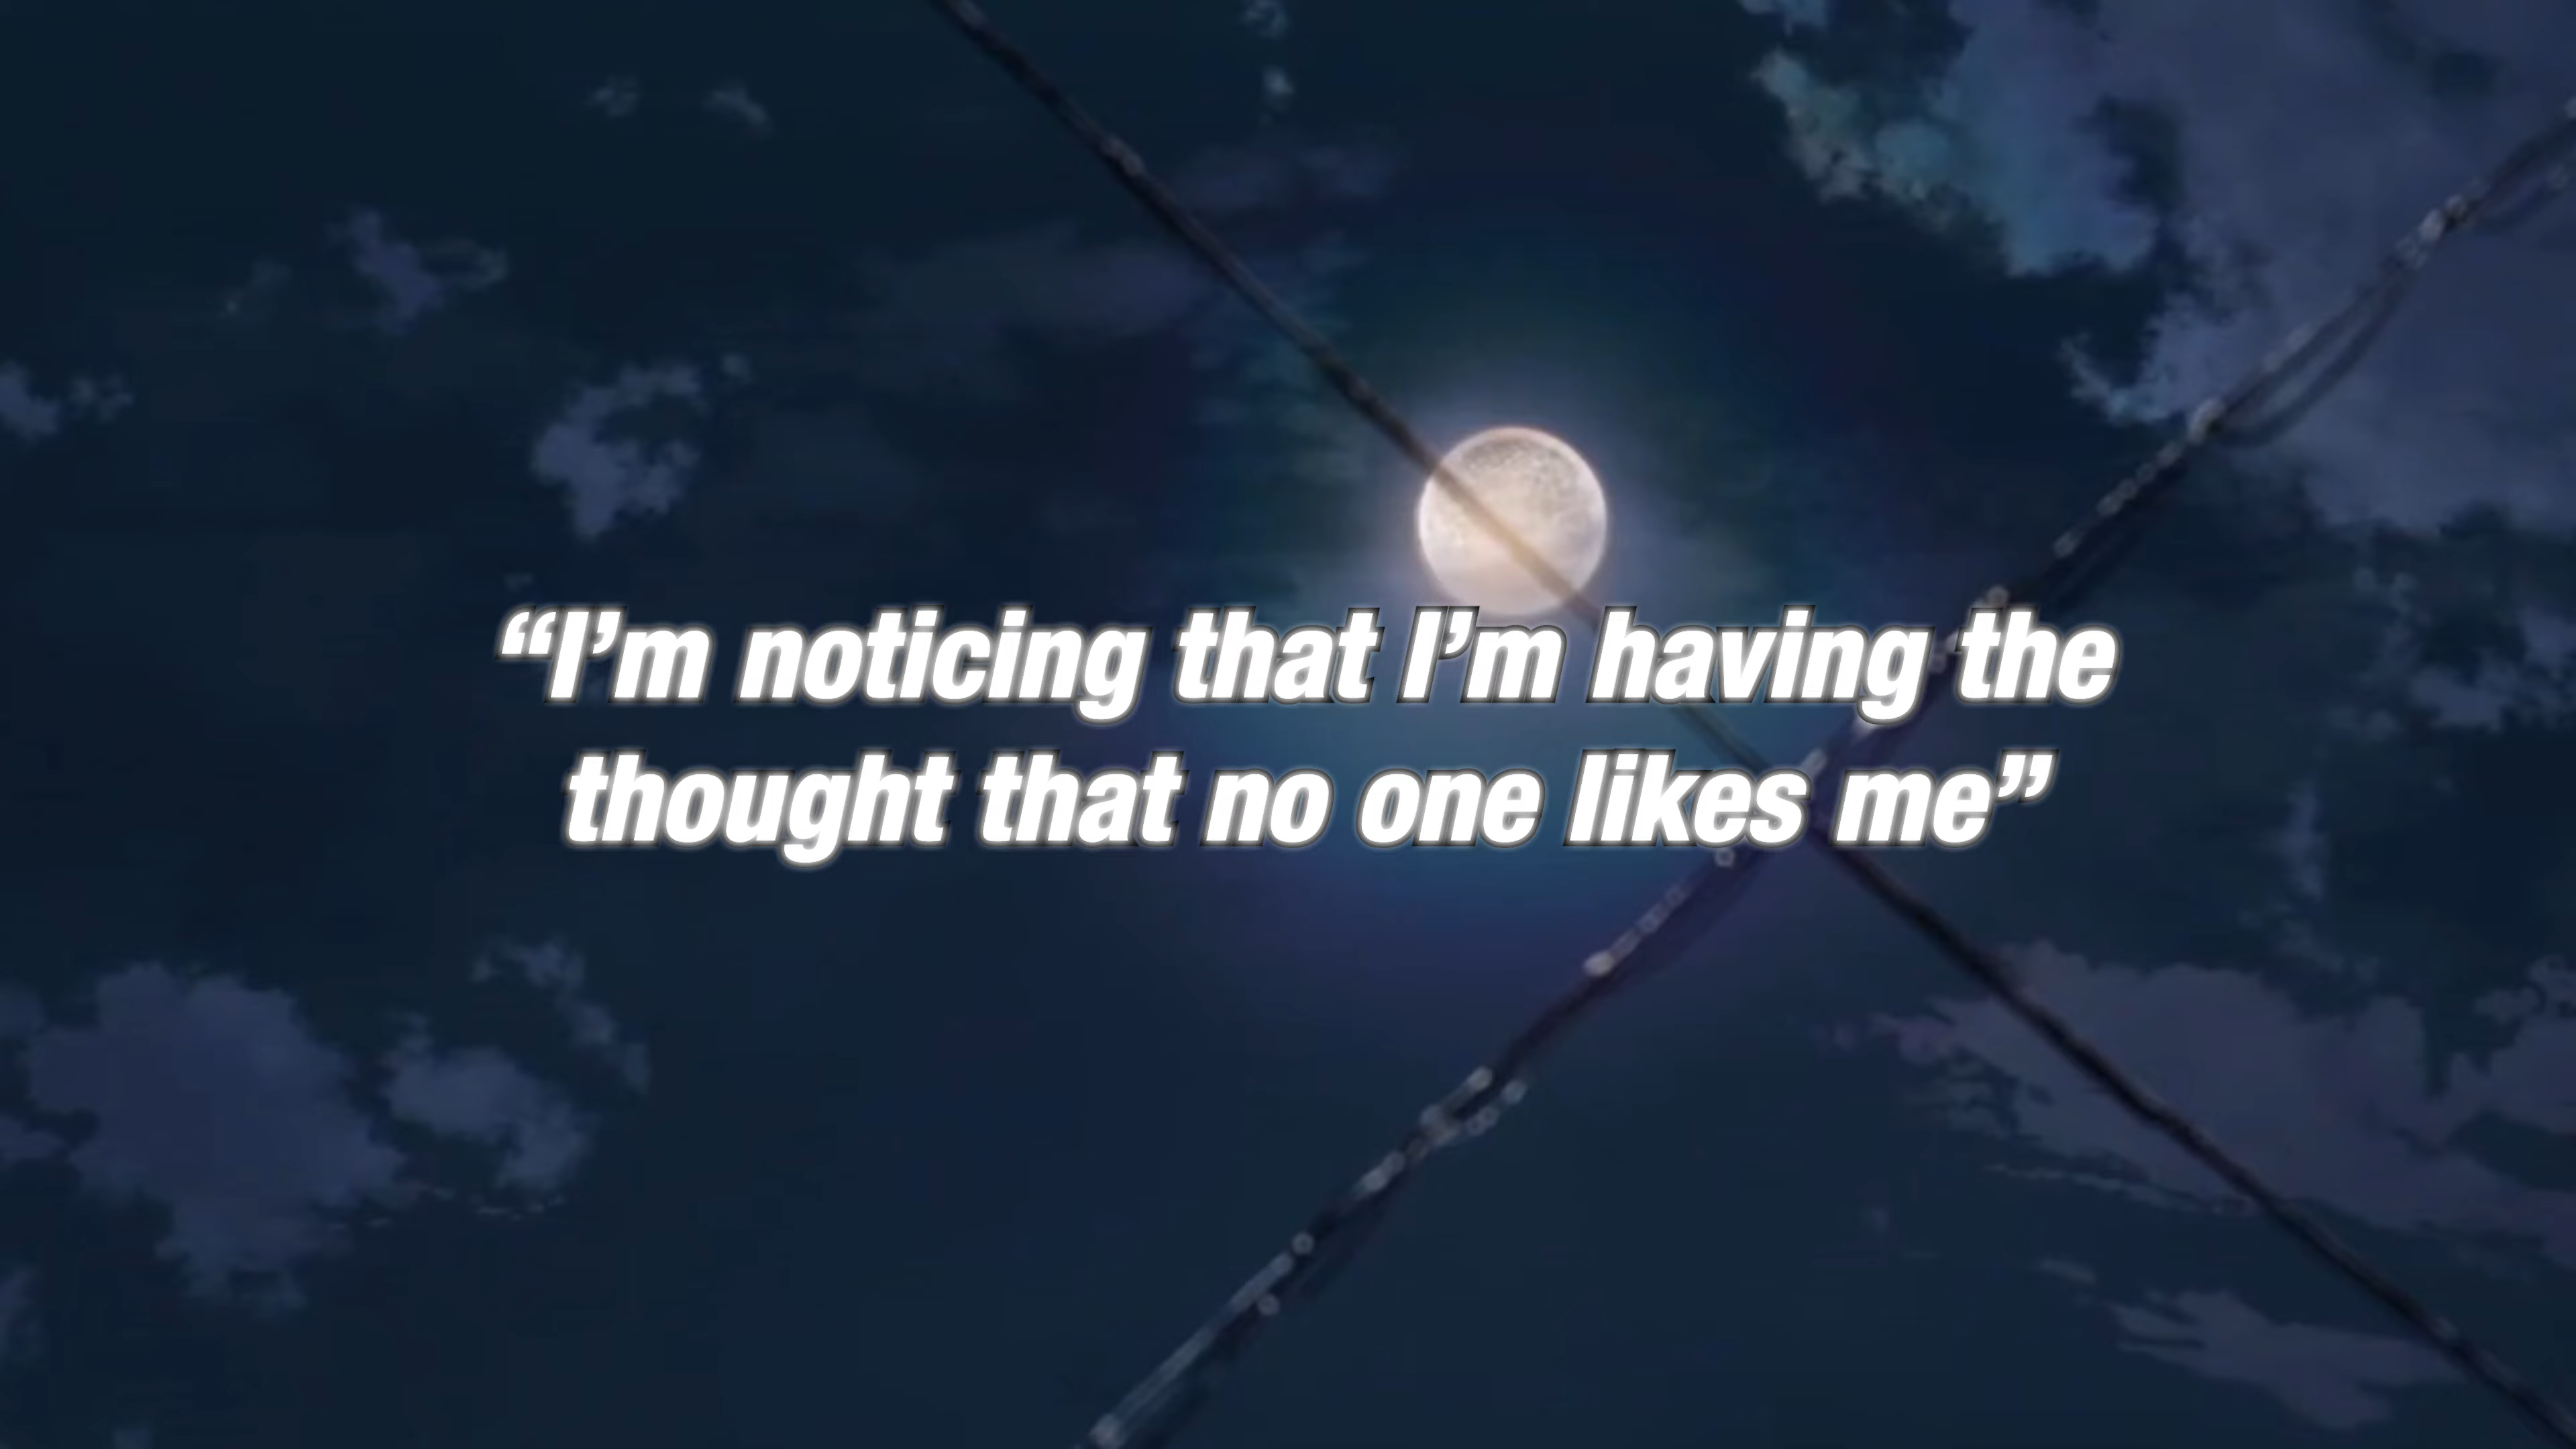 “I’m noticing that I’m having the
thought that no one likes me”